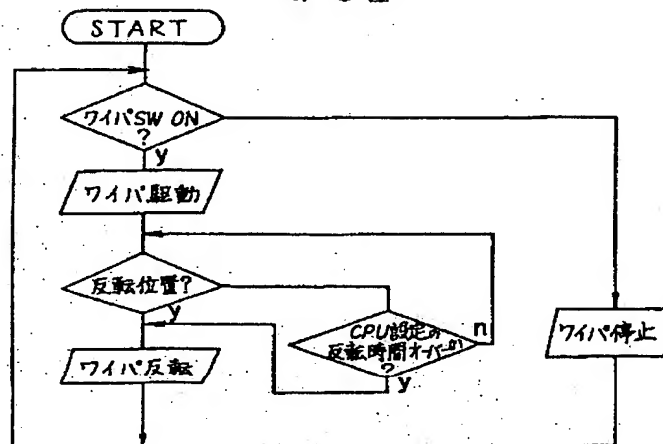 START
ワイパSW ON
?
y
ワイパ駆動
反転位置?
y
CPU設定の
反転時間オーバー
?
n
y
ワイパ反転
ワイパ停止